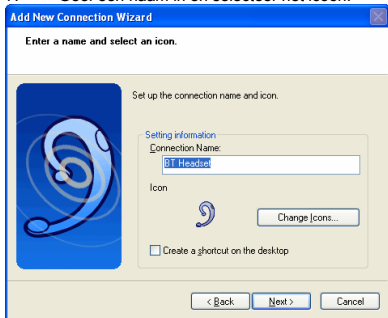 Add New Connection Wizard
Enter a name and select an icon.
Set up the connection name and icon.
Setting information
Connection Name:
BT Headset
Icon
Change Icons...
Create a shortcut on the desktop
< Back
Next >
Cancel